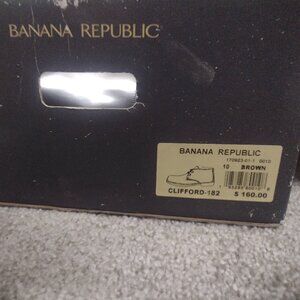 BANANA REPUBLIC
BANANA REPUBLIC
10 BROWN
CLIFFORD-182 $ 160.00